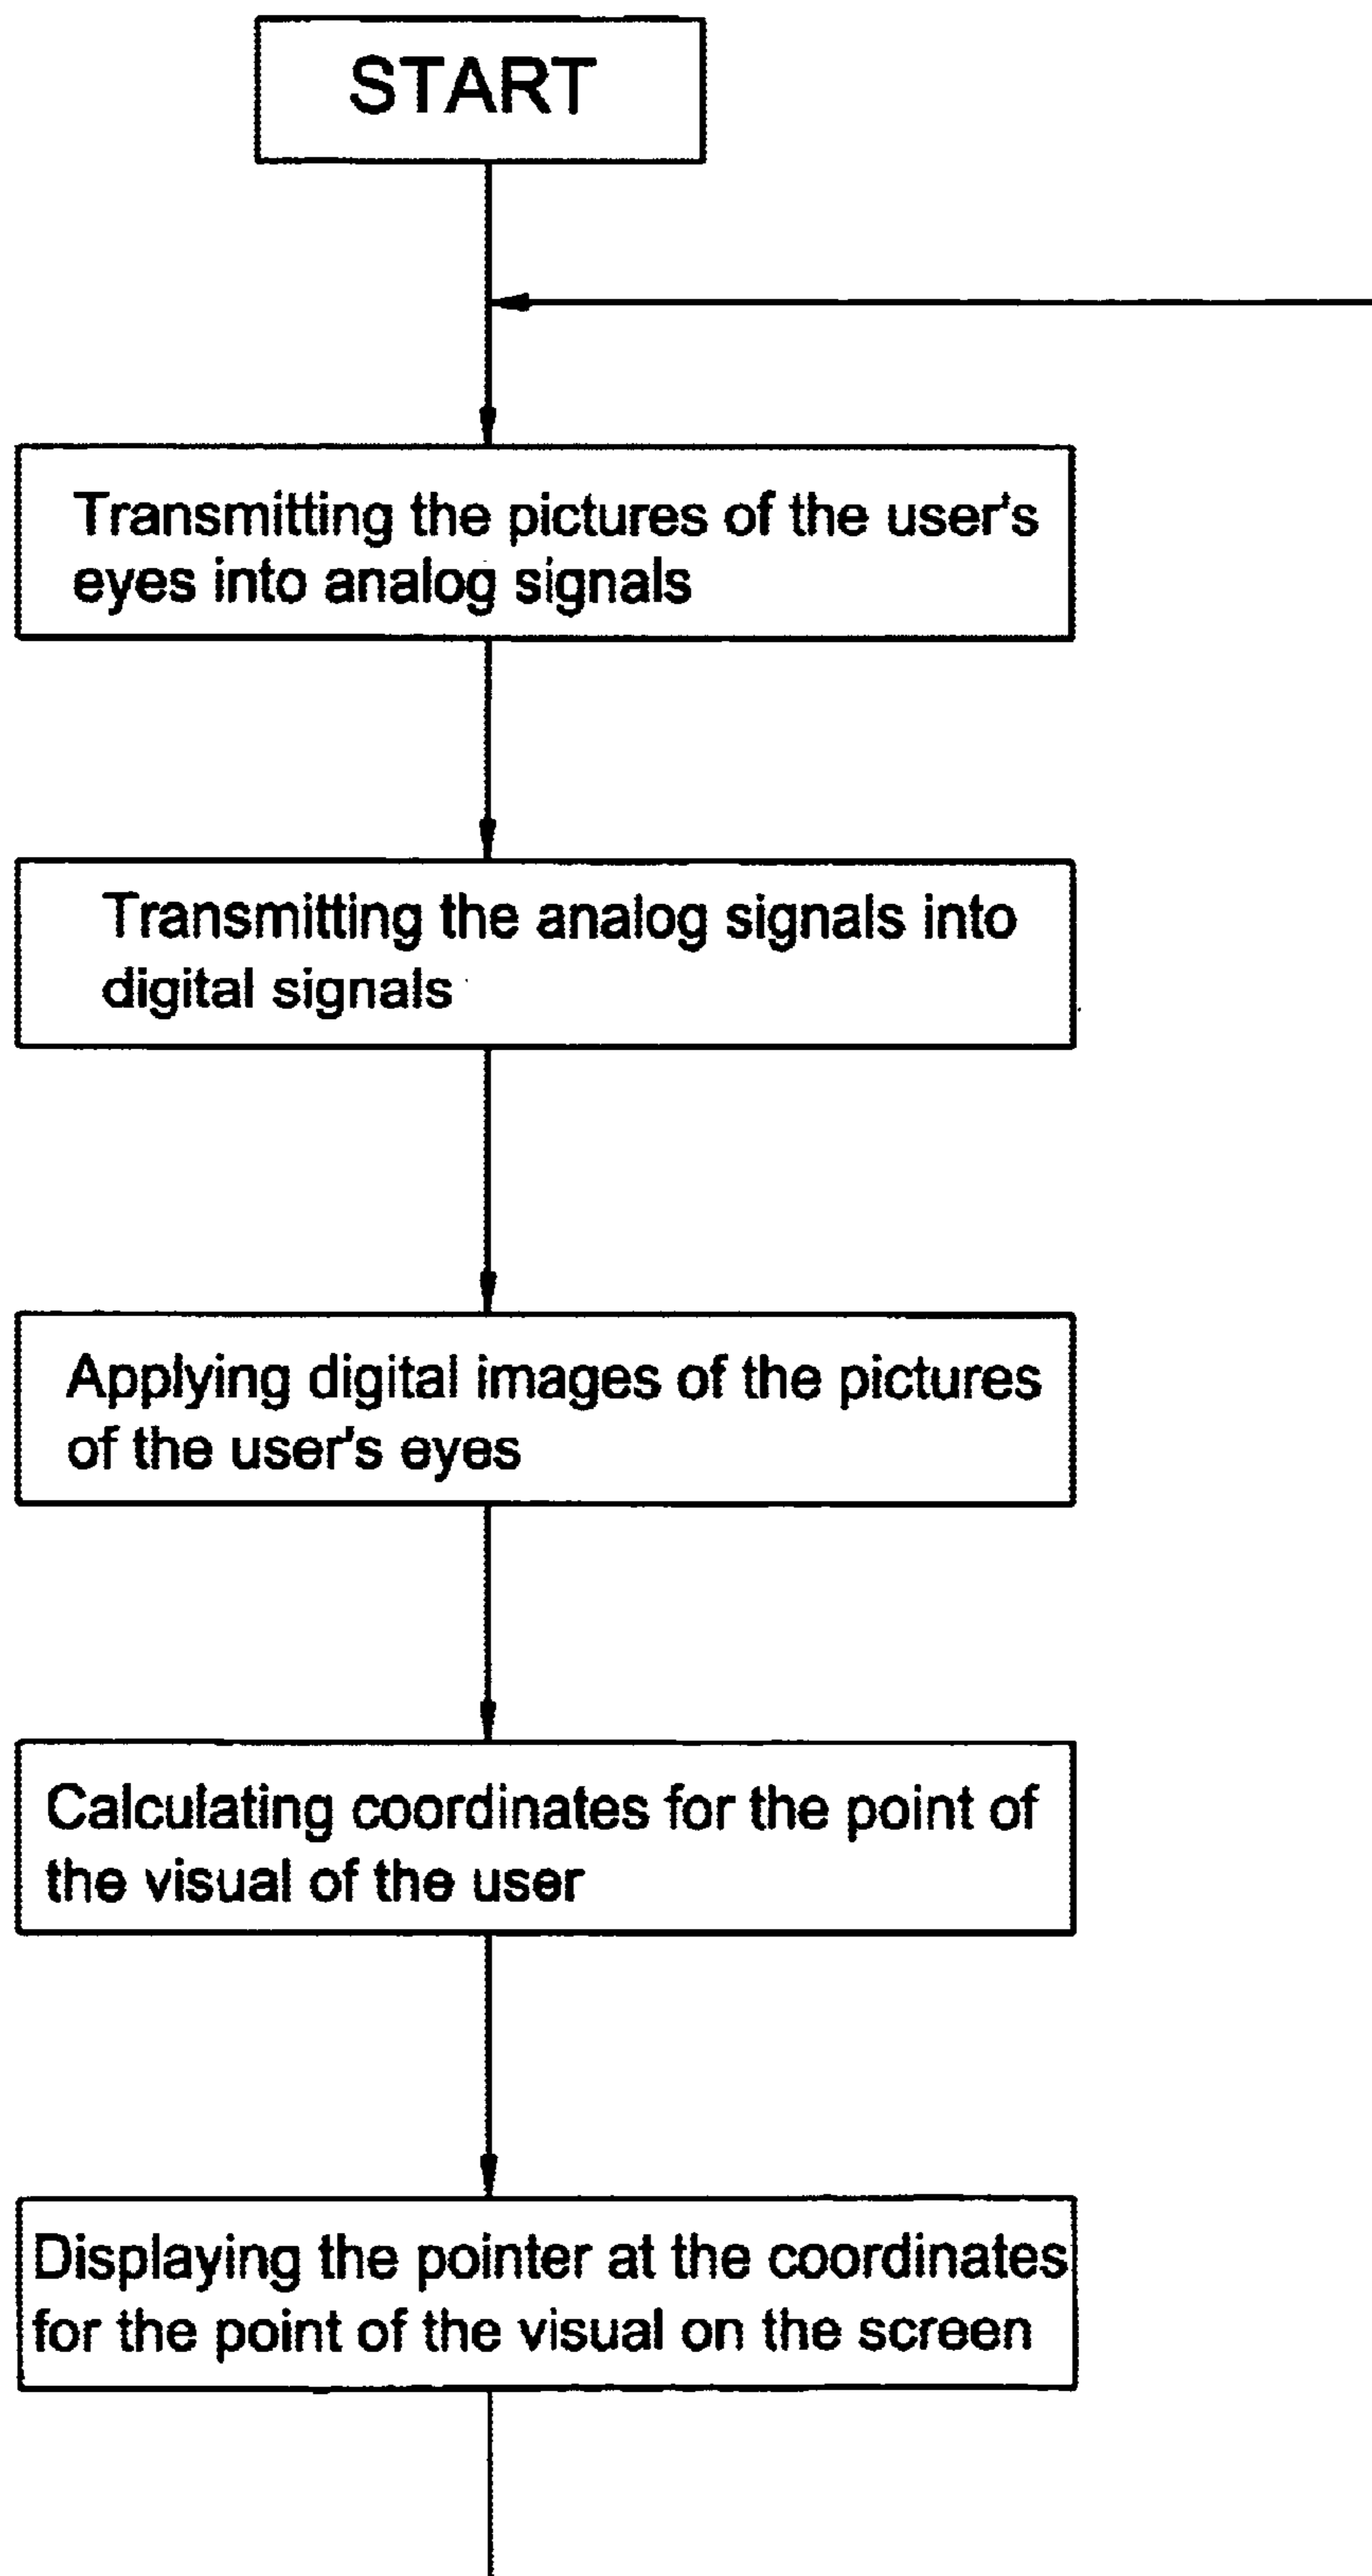 START
Transmitting the pictures of the user's
eyes into analog signals
Transmitting the analog signals into
digital signals
Applying digital images of the pictures
of the user's eyes
Calculating coordinates for the point of
the visual of the user
Displaying the pointer at the coordinates
for the point of the visual on the screen